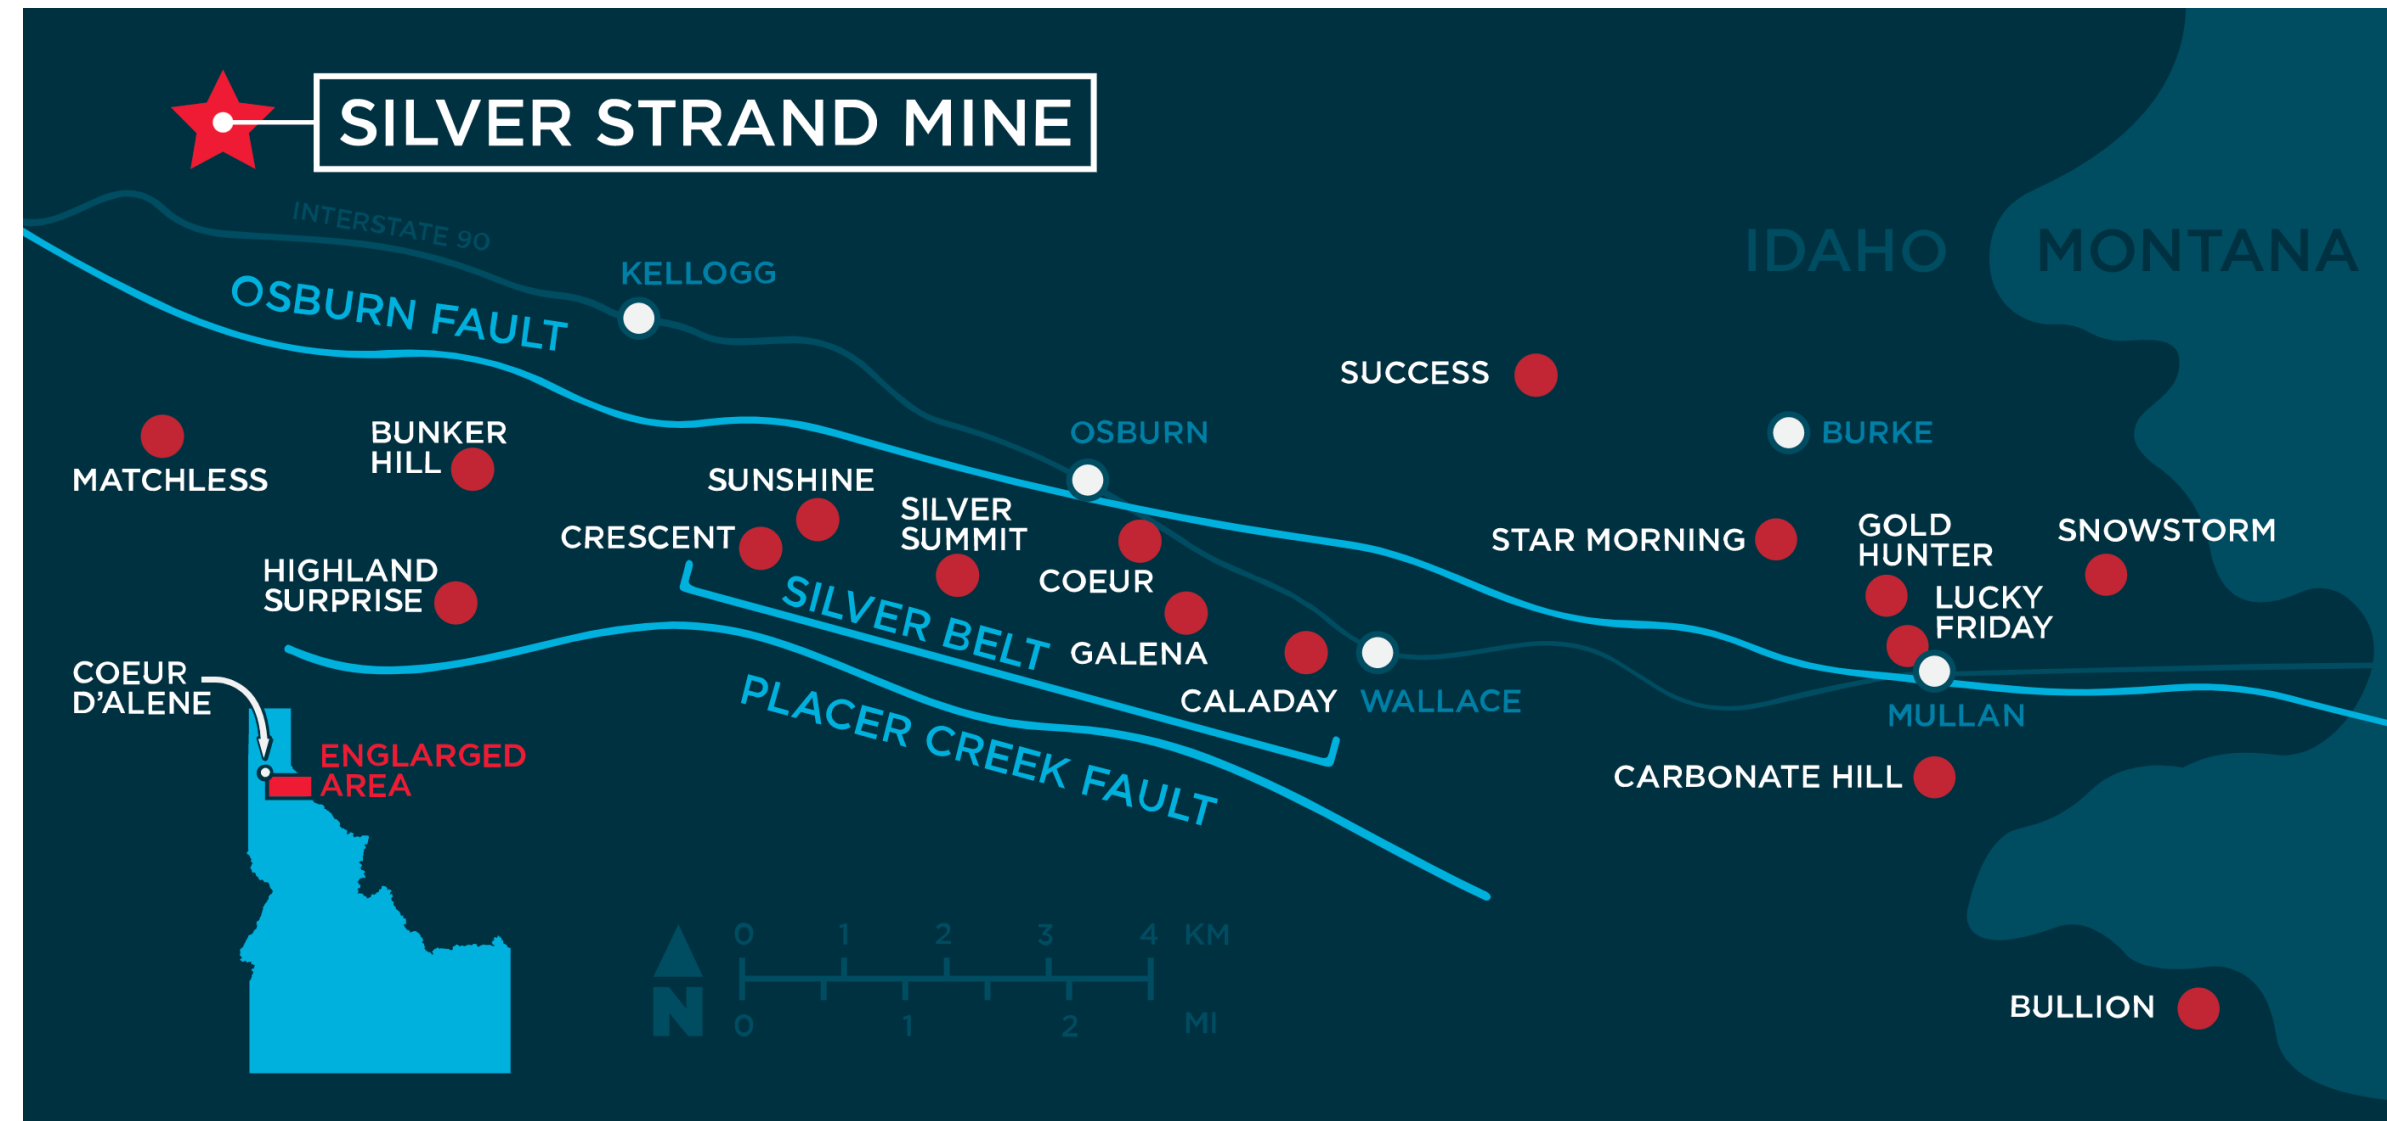 SILVER STRAND MINE
INTERSTATE 90
IDAHO
MONTANA
KELLOGG
OSBURN FAULT
SUCCESS
OSBURN
BURKE
MATCHLESS
BUNKER
HILL
SUNSHINE
SILVER
SUMMIT
CRESCENT
STAR MORNING
GOLD
HUNTER
SNOWSTORM
HIGHLAND
SURPRISE
COEUR
LUCKY
FRIDAY
SILVER BELT
GALENA
CALADAY
WALLACE
MULLAN
COEUR
D'ALENE
PLACER CREEK FAULT
ENGLARGED
AREA
CARBONATE HILL
0 1 2 3 4 KM
N
0 1 2 MI
BULLION